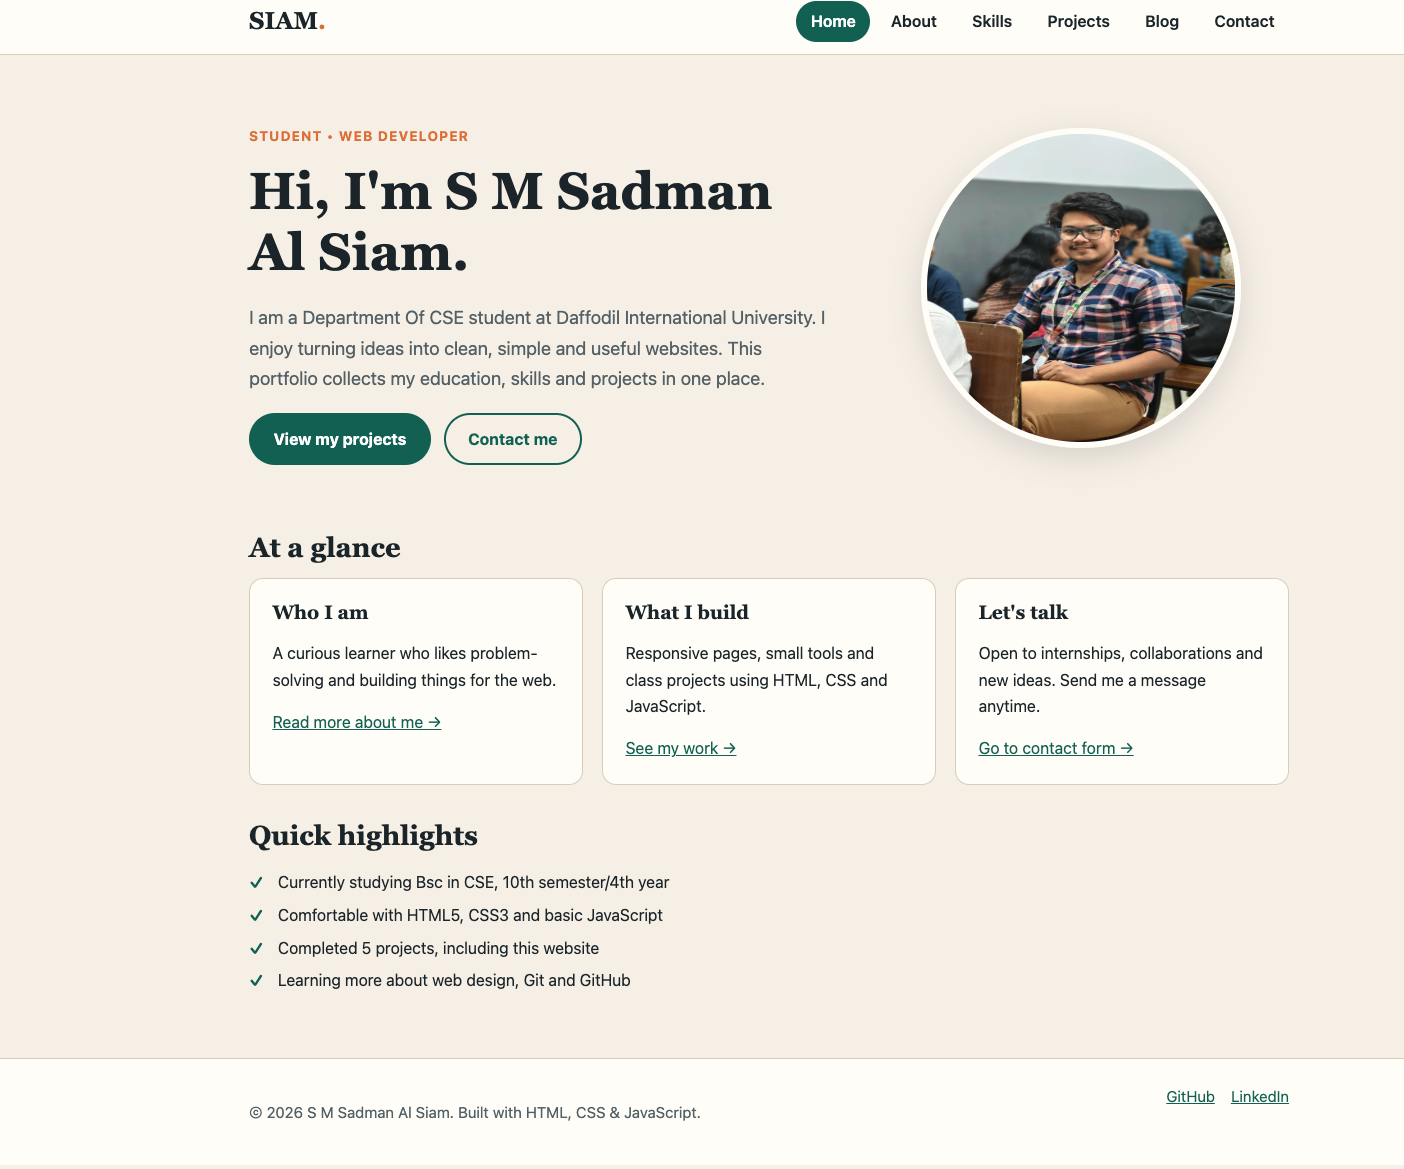 SIAM.
Home About Skills Projects Blog Contact
STUDENT • WEB DEVELOPER
Hi, I'm S M Sadman
Al Siam.
I am a Department Of CSE student at Daffodil International University. I
enjoy turning ideas into clean, simple and useful websites. This
portfolio collects my education, skills and projects in one place.
View my projects
Contact me
At a glance
Who I am
A curious learner who likes problem-
solving and building things for the web.
Read more about me →
What I build
Responsive pages, small tools and
class projects using HTML, CSS and
JavaScript.
See my work →
Let's talk
Open to internships, collaborations and
new ideas. Send me a message
anytime.
Go to contact form →
Quick highlights
✓ Currently studying Bsc in CSE, 10th semester/4th year
✓ Comfortable with HTML5, CSS3 and basic JavaScript
✓ Completed 5 projects, including this website
✓ Learning more about web design, Git and GitHub
© 2026 S M Sadman Al Siam. Built with HTML, CSS & JavaScript.
GitHub LinkedIn